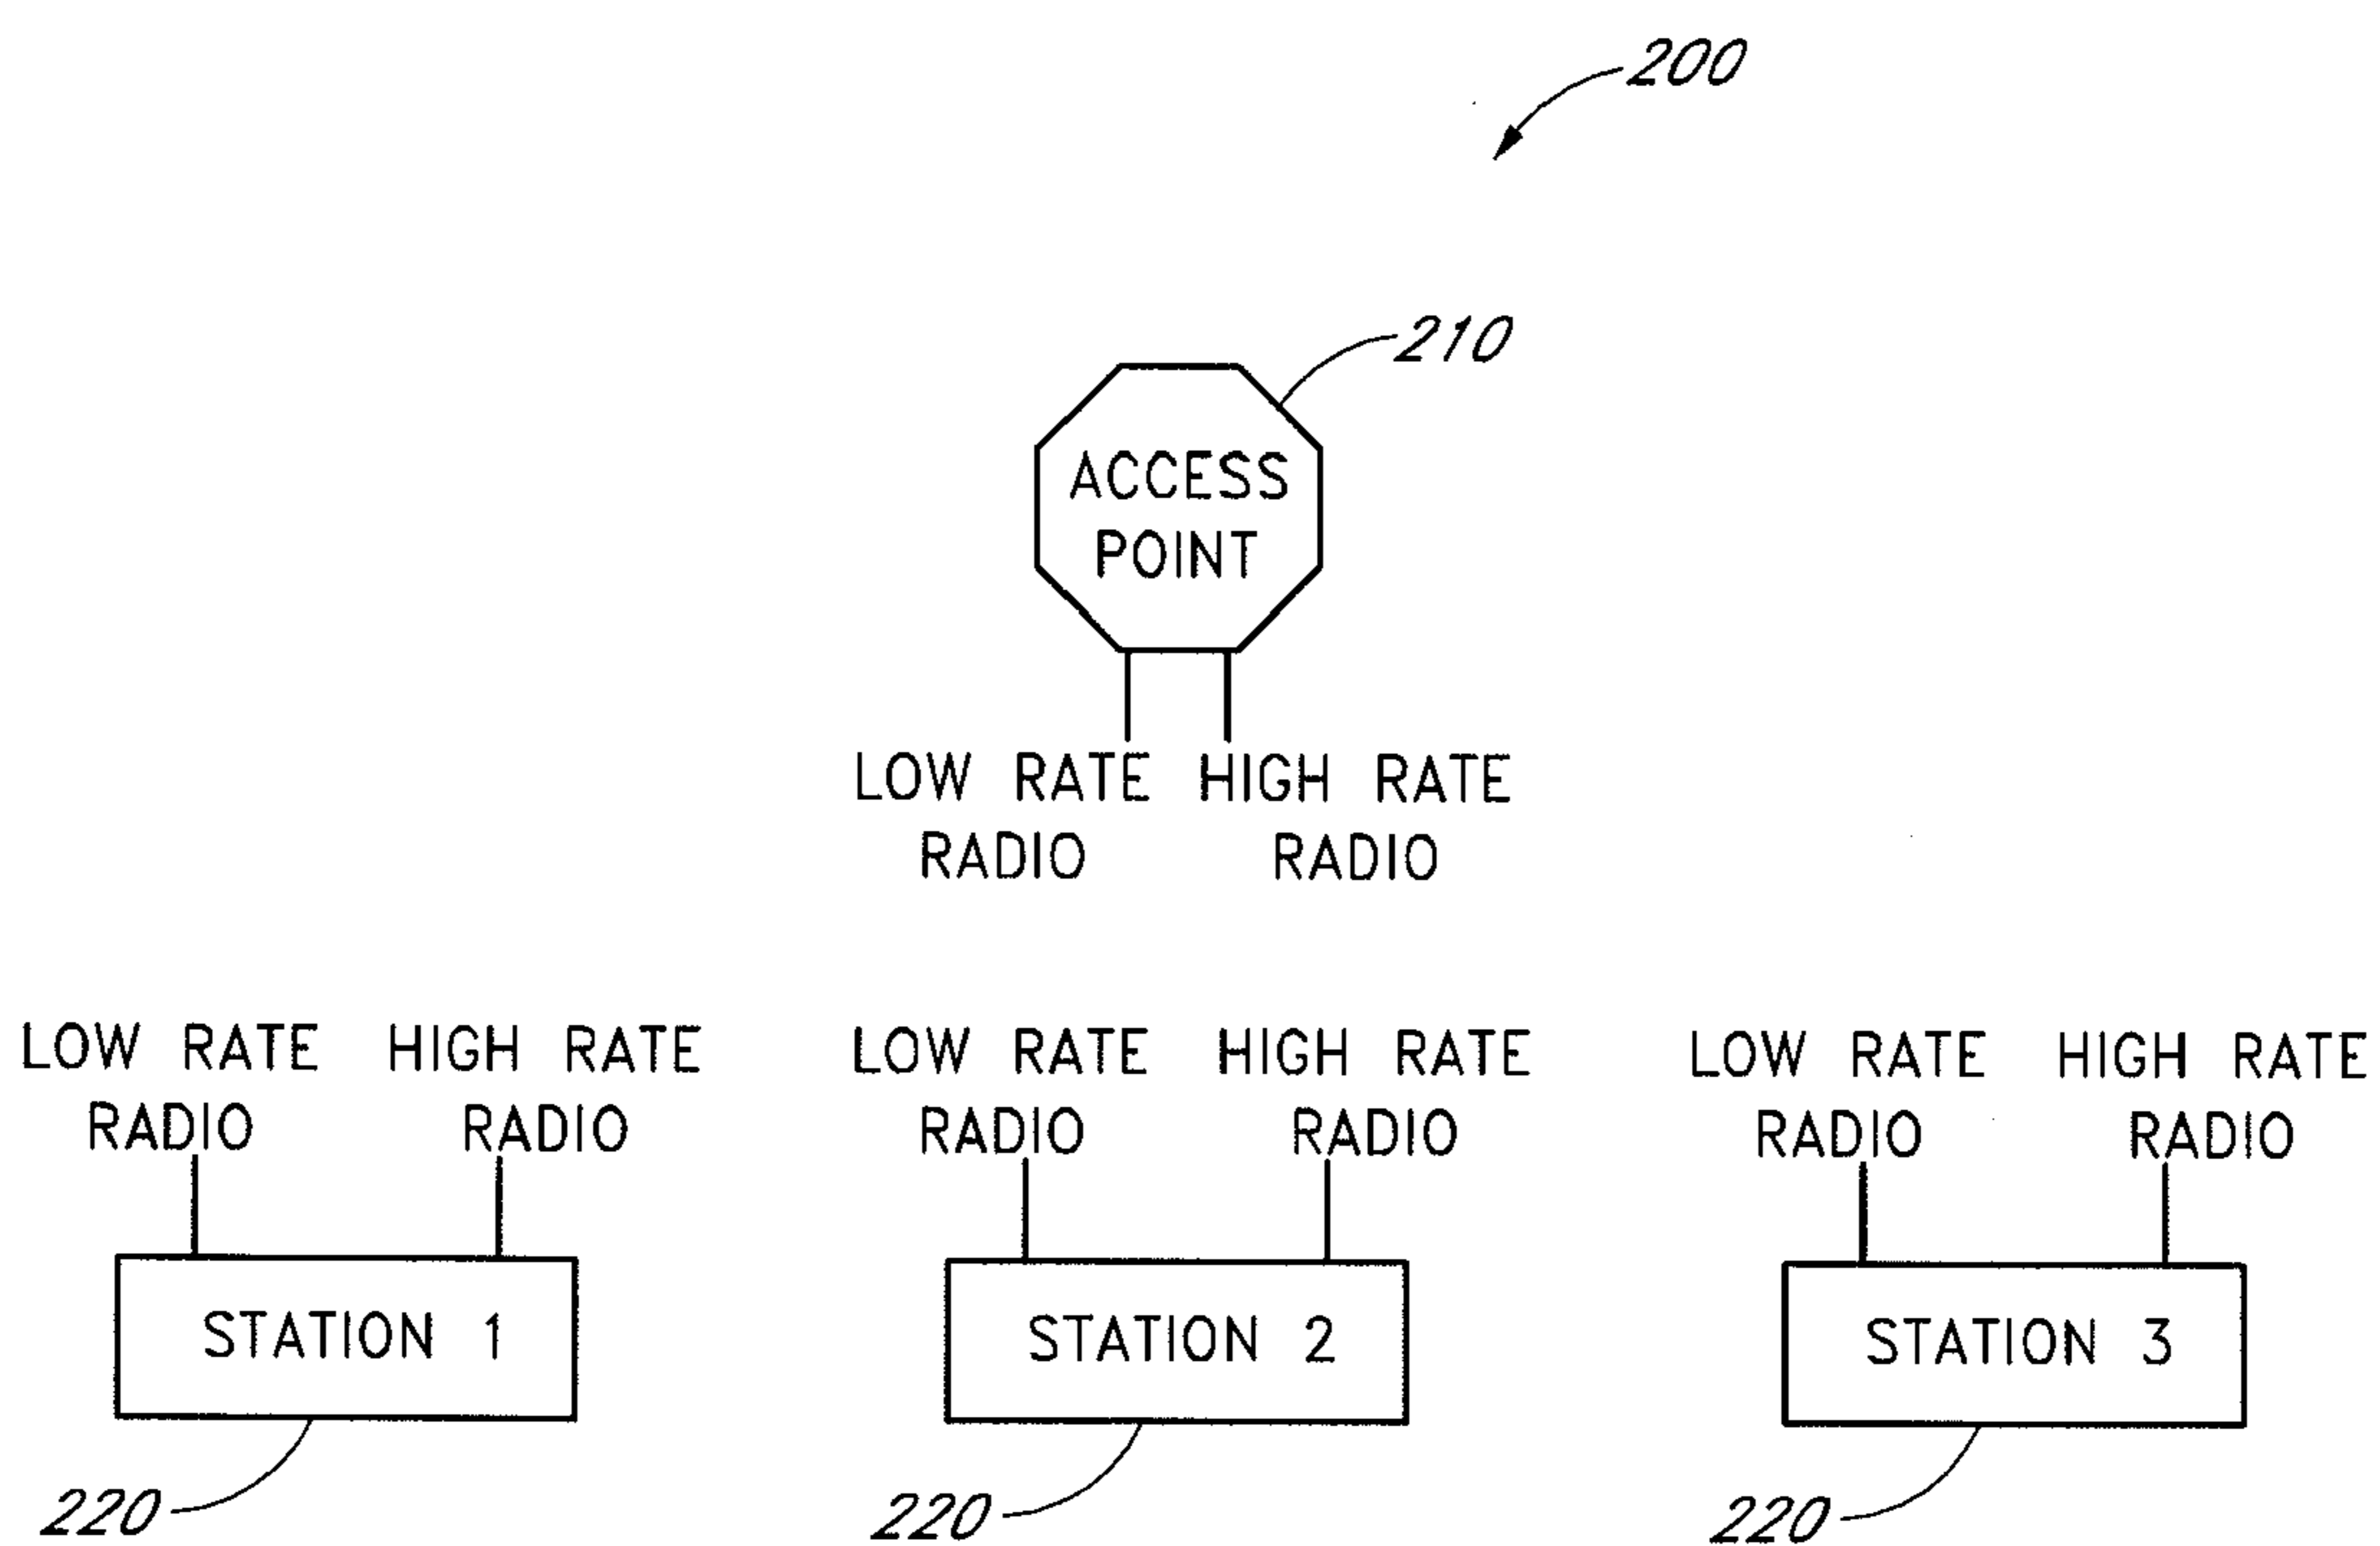 200
210
ACCESS
POINT
LOW RATE HIGH RATE
RADIO RADIO
LOW RATE HIGH RATE LOW RATE HIGH RATE LOW RATE HIGH RATE
RADIO RADIO RADIO RADIO RADIO RADIO
STATION 1 STATION 2 STATION 3
220 220 220